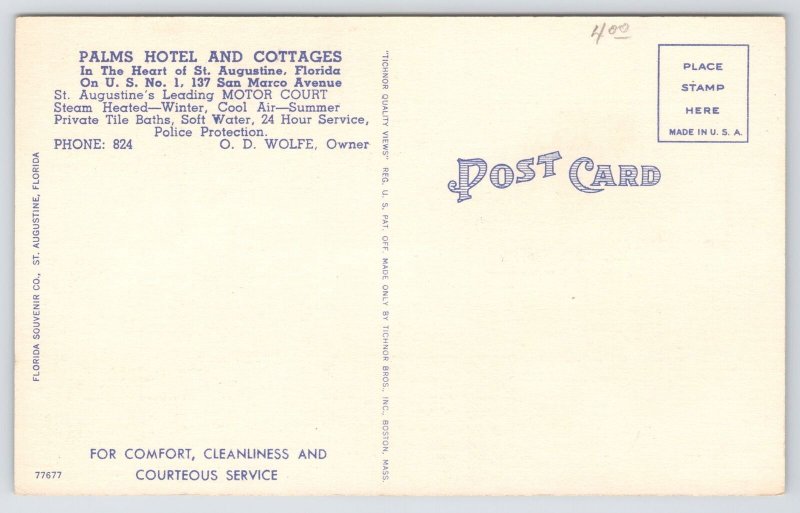 PALMS HOTEL AND COTTAGES
In The Heart of St. Augustine, Florida
On U. S. No. 1, 137 San Marco Avenue
St. Augustine's Leading MOTOR COURT
Steam Heated—Winter, Cool Air—Summer
Private Tile Baths, Soft Water, 24 Hour Service,
Police Protection.
PHONE: 824 O. D. WOLFE, Owner
FLORIDA SOUVENIR CO., ST. AUGUSTINE, FLORIDA
FOR COMFORT, CLEANLINESS AND
COURTEOUS SERVICE
77677
"TICHNOR QUALITY VIEWS" REG. U. S. PAT. OFF. MADE ONLY BY TICHNOR BROS., INC., BOSTON, MASS.
4.00
PLACE
STAMP
HERE
MADE IN U. S. A.
POST CARD